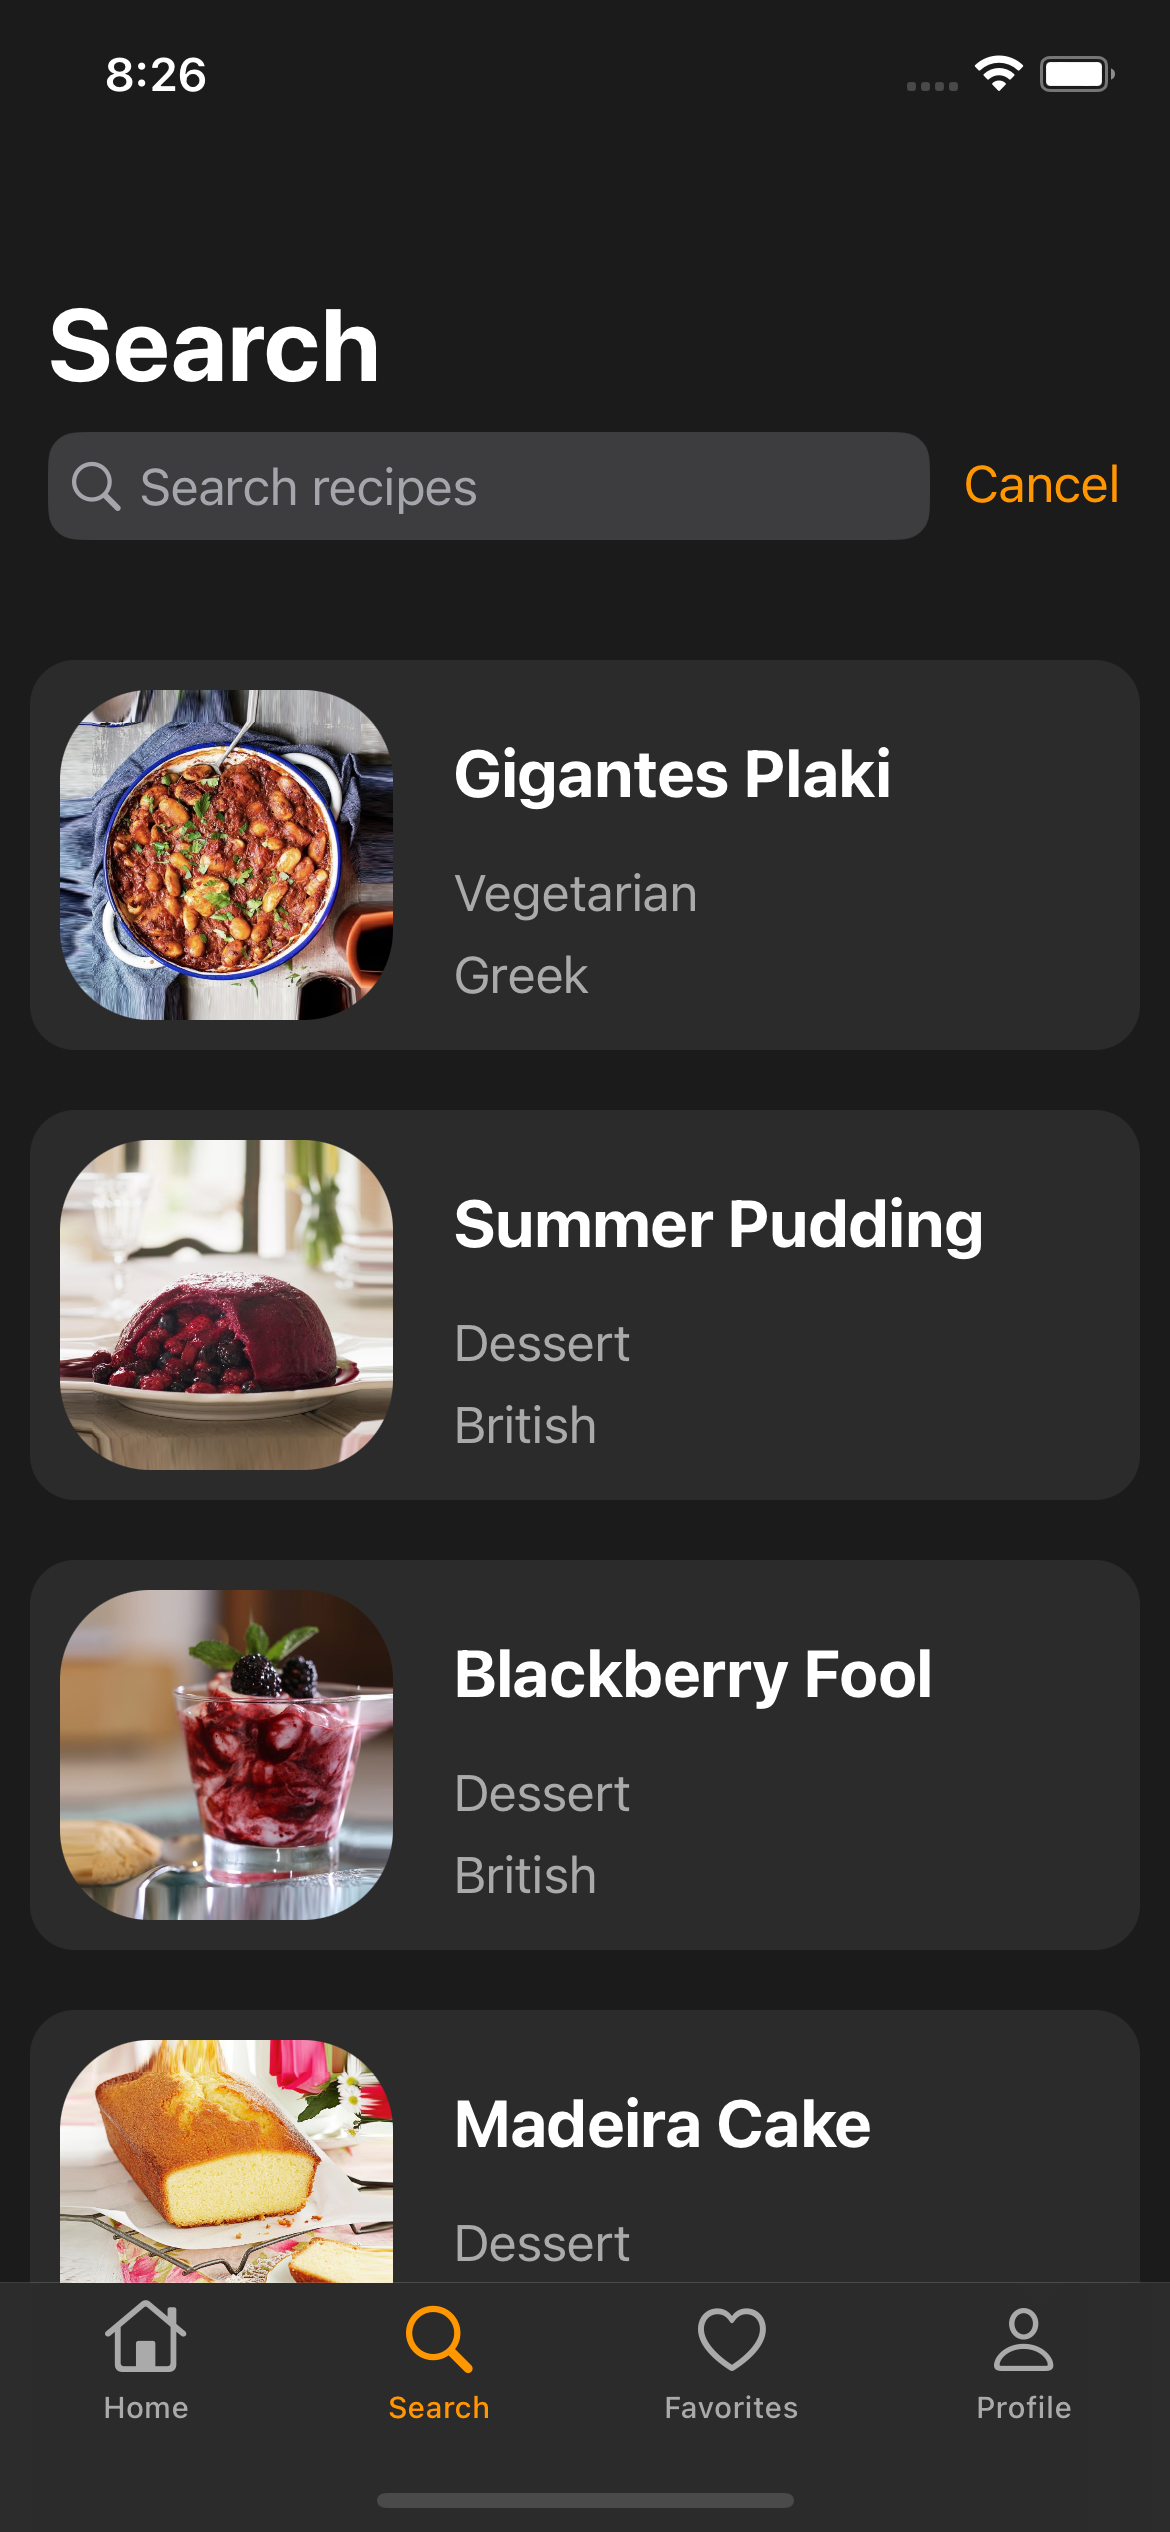 8:26
Search
Search recipes
Cancel
Gigantes Plaki
Vegetarian
Greek
Summer Pudding
Dessert
British
Blackberry Fool
Dessert
British
Madeira Cake
Dessert
Home
Search
Favorites
Profile